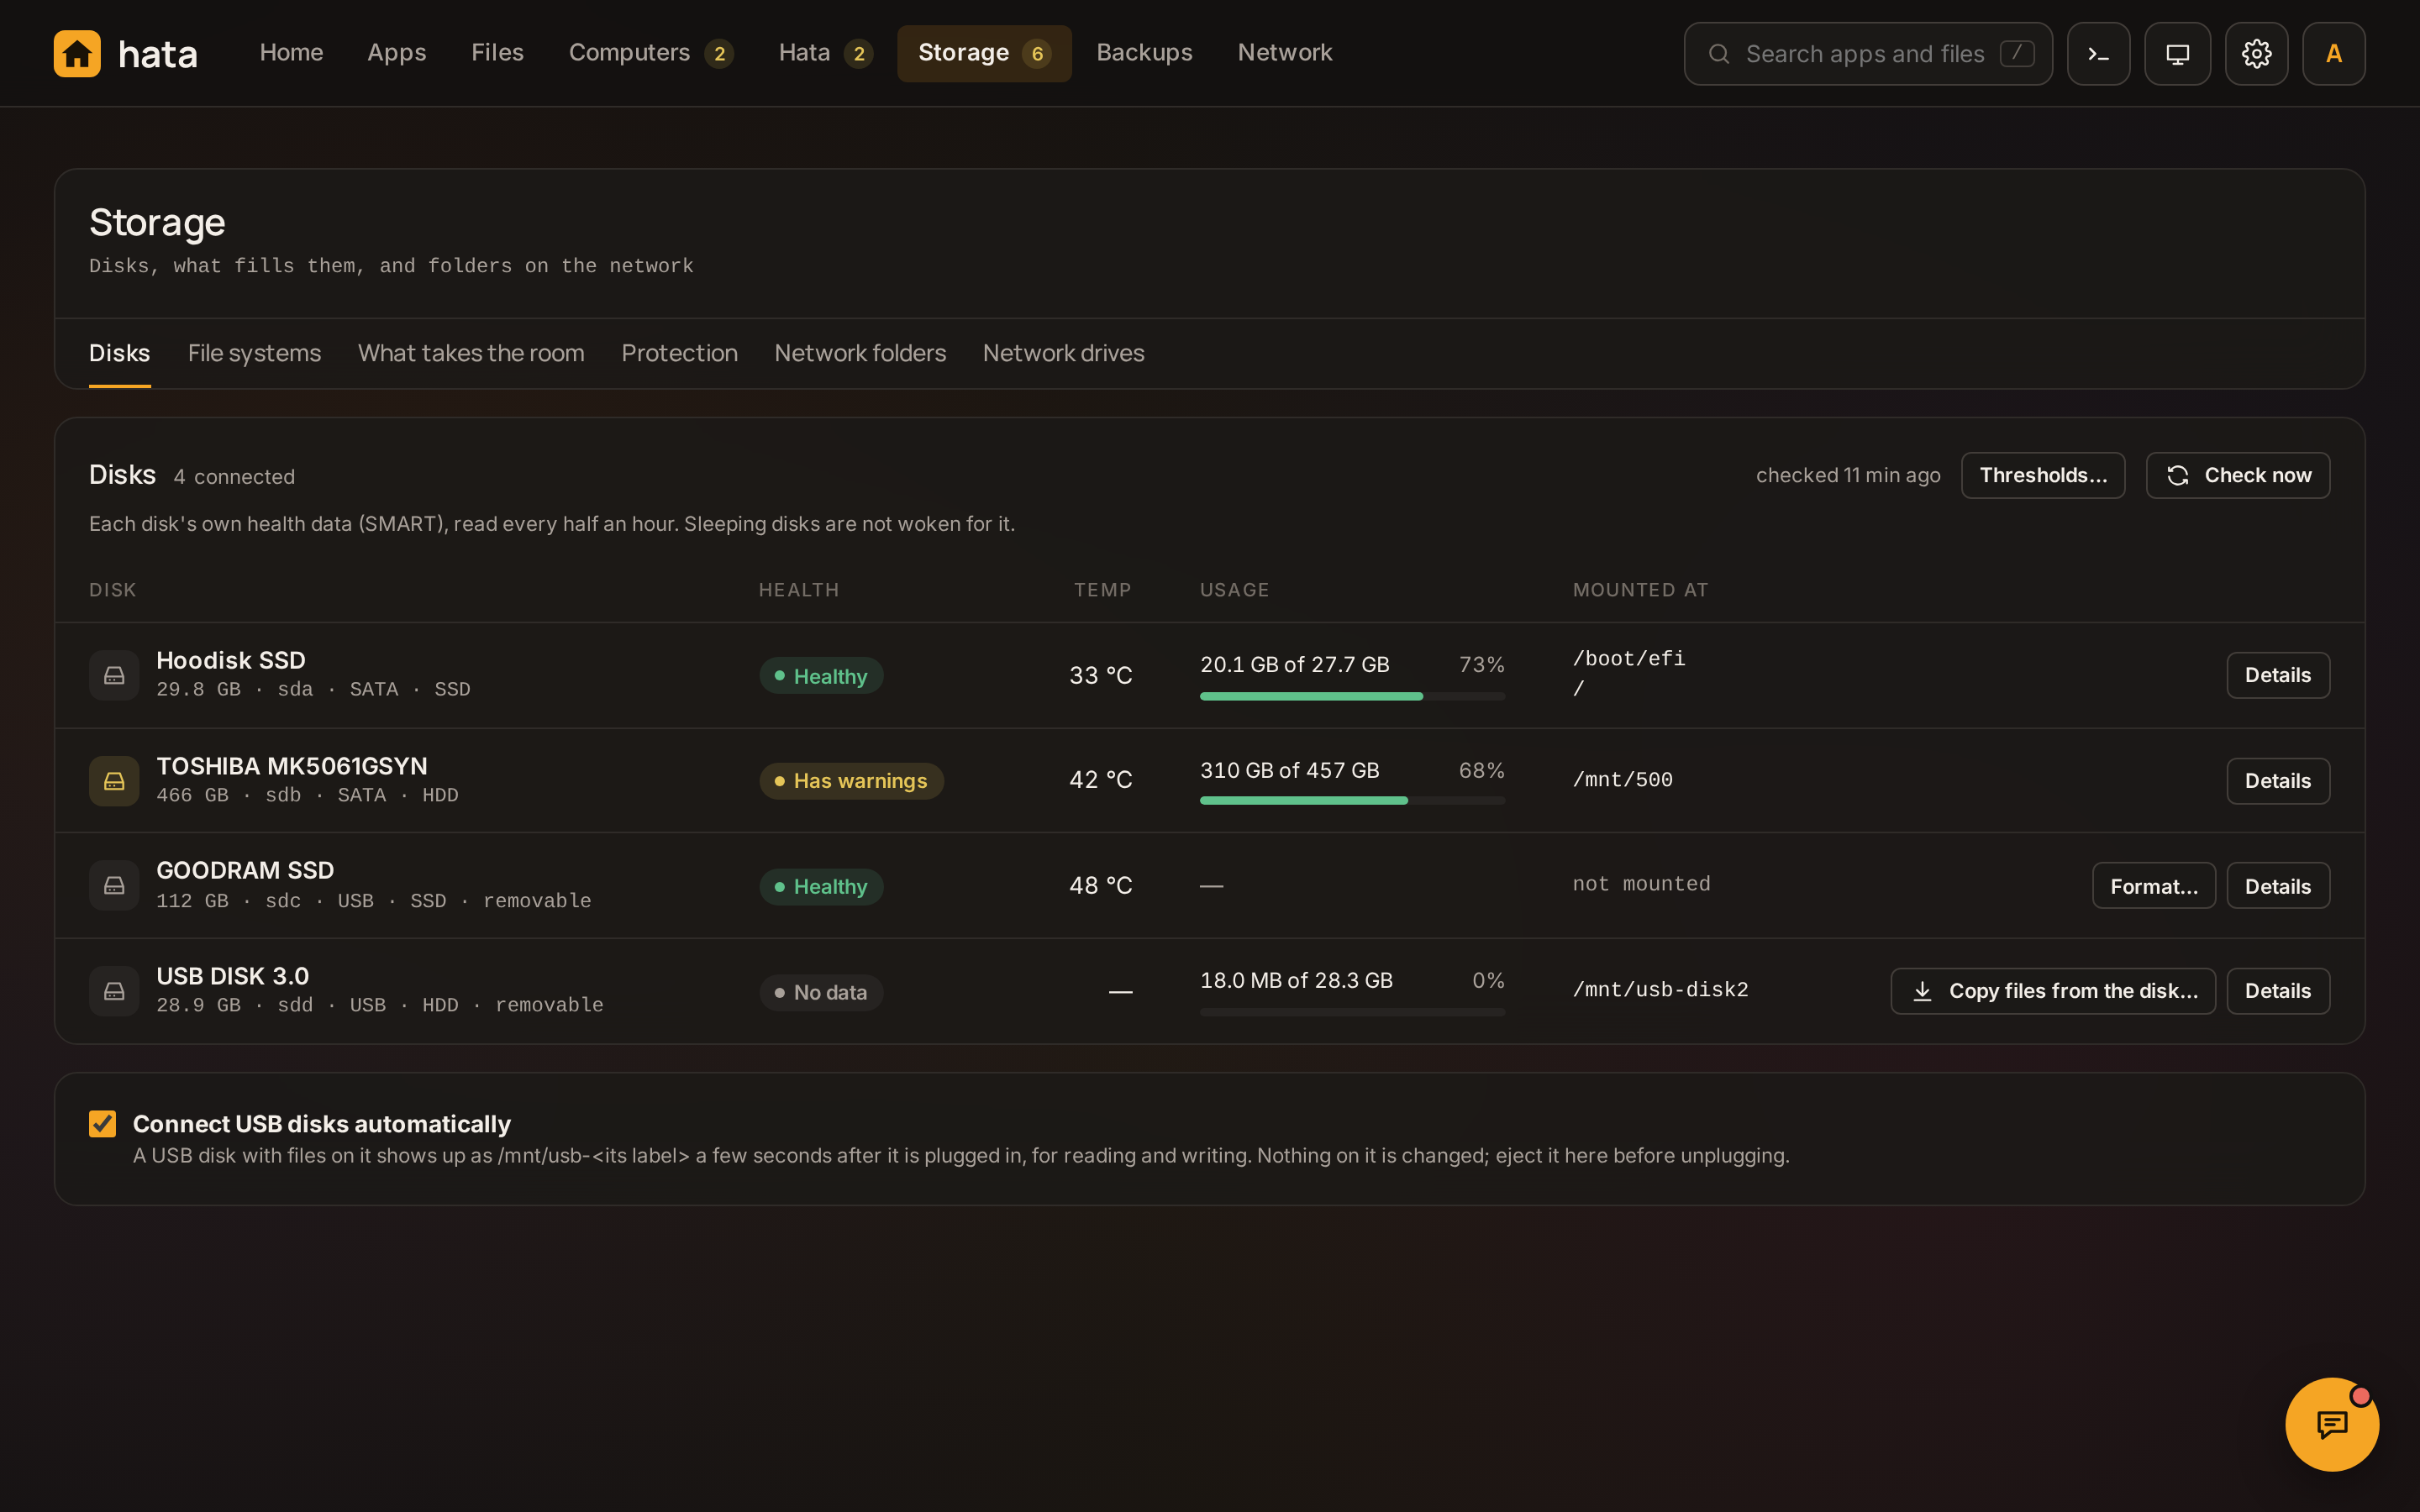 hata Home Apps Files Computers 2 Hata 2 Storage 6 Backups Network Search apps and files / A
Storage
Disks, what fills them, and folders on the network
Disks File systems What takes the room Protection Network folders Network drives
Disks 4 connected checked 11 min ago Thresholds... Check now
Each disk's own health data (SMART), read every half an hour. Sleeping disks are not woken for it.
DISK HEALTH TEMP USAGE MOUNTED AT
Hoodisk SSD
29.8 GB · sda · SATA · SSD
Healthy 33 °C 20.1 GB of 27.7 GB 73%
/boot/efi
/
Details
TOSHIBA MK5061GSYN
466 GB · sdb · SATA · HDD
Has warnings 42 °C 310 GB of 457 GB 68% /mnt/500 Details
GOODRAM SSD
112 GB · sdc · USB · SSD · removable
Healthy 48 °C — not mounted Format... Details
USB DISK 3.0
28.9 GB · sdd · USB · HDD · removable
No data — 18.0 MB of 28.3 GB 0% /mnt/usb-disk2 Copy files from the disk... Details
Connect USB disks automatically
A USB disk with files on it shows up as /mnt/usb-<its label> a few seconds after it is plugged in, for reading and writing. Nothing on it is changed; eject it here before unplugging.